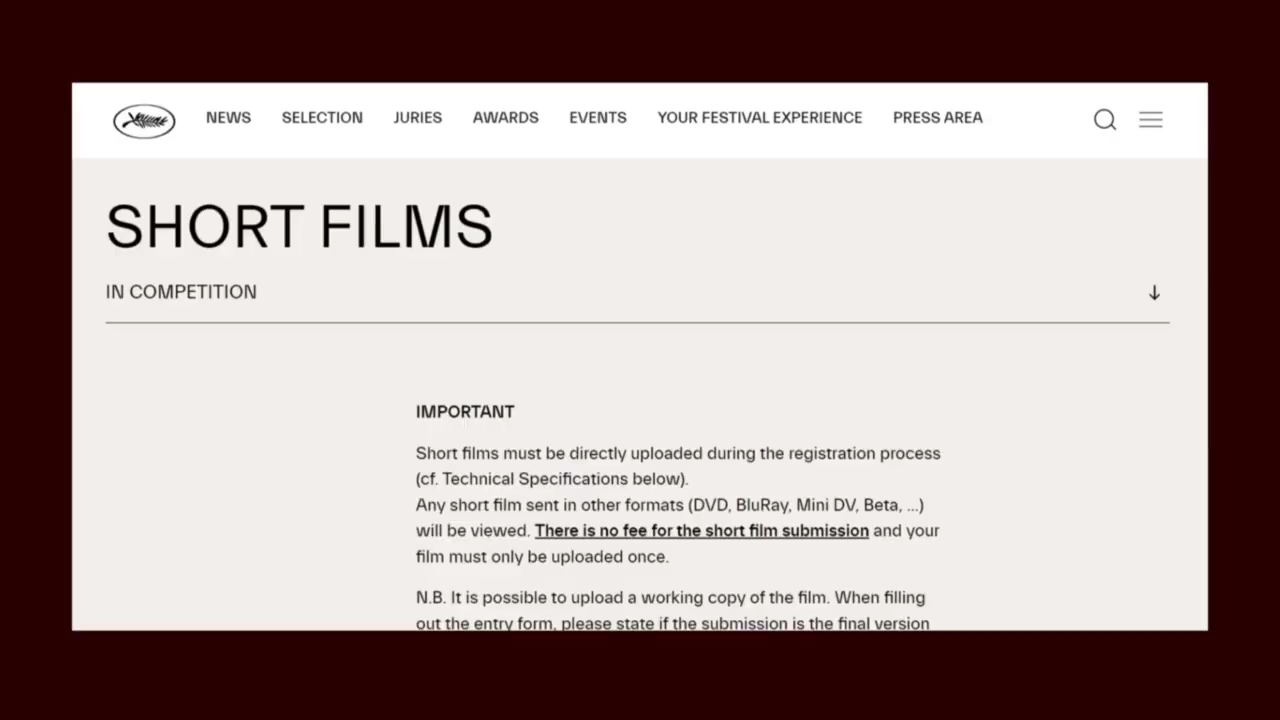 NEWS SELECTION JURIES AWARDS EVENTS YOUR FESTIVAL EXPERIENCE PRESS AREA
SHORT FILMS
IN COMPETITION
IMPORTANT
Short films must be directly uploaded during the registration process
(cf. Technical Specifications below).
Any short film sent in other formats (DVD, BluRay, Mini DV, Beta, ...)
will be viewed. There is no fee for the short film submission and your
film must only be uploaded once.
N.B. It is possible to upload a working copy of the film. When filling
out the entry form, please state if the submission is the final version